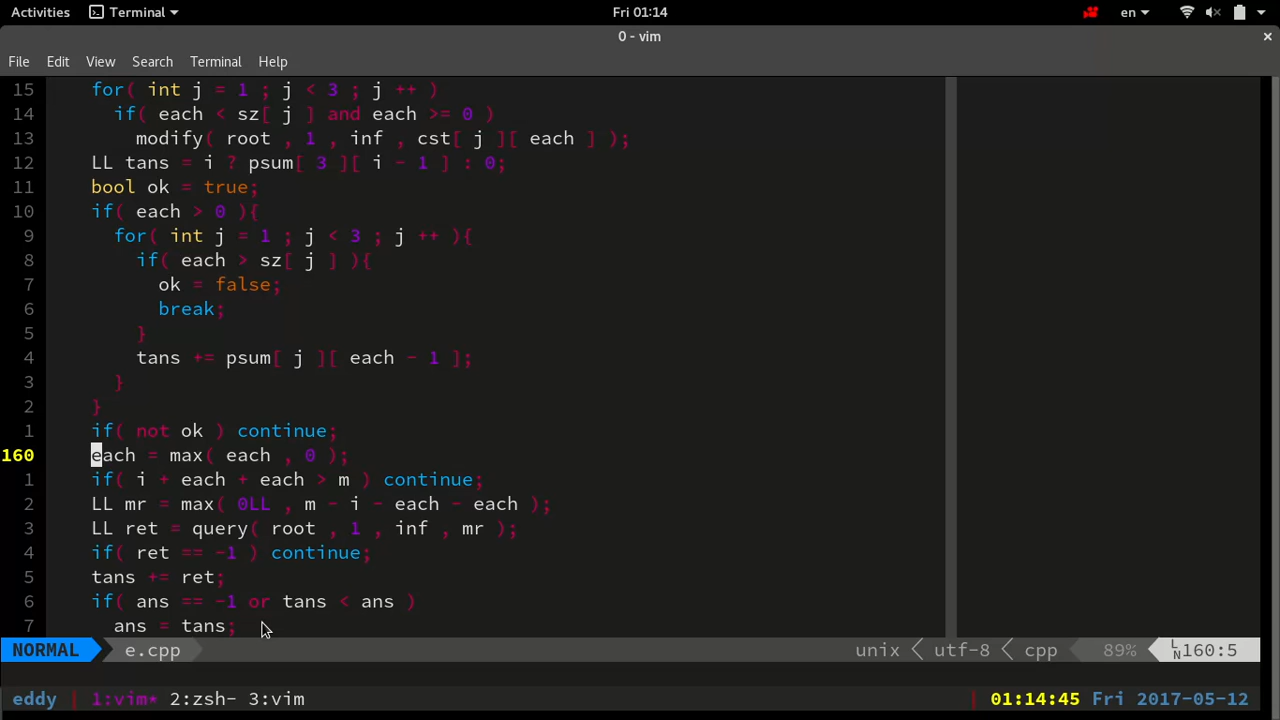 Activities Terminal Fri 01:14 en
0 - vim
File Edit View Search Terminal Help
15 for( int j = 1 ; j < 3 ; j ++ )
14 if( each < sz[ j ] and each >= 0 )
13 modify( root , 1 , inf , cst[ j ][ each ] );
12 LL tans = i ? psum[ 3 ][ i - 1 ] : 0;
11 bool ok = true;
10 if( each > 0 ){
9 for( int j = 1 ; j < 3 ; j ++ ){
8 if( each > sz[ j ] ){
7 ok = false;
6 break;
5 }
4 tans += psum[ j ][ each - 1 ];
3 }
2 }
1 if( not ok ) continue;
160 each = max( each , 0 );
1 if( i + each + each > m ) continue;
2 LL mr = max( 0LL , m - i - each - each );
3 LL ret = query( root , 1 , inf , mr );
4 if( ret == -1 ) continue;
5 tans += ret;
6 if( ans == -1 or tans < ans )
7 ans = tans;
NORMAL e.cpp unix utf-8 cpp 89% LN 160:5
eddy 1:vim* 2:zsh- 3:vim 01:14:45 Fri 2017-05-12